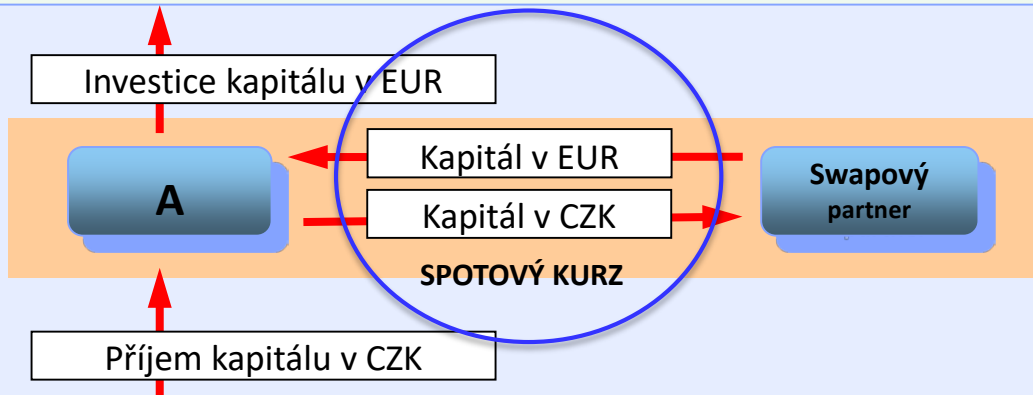 Investice kapitálu v EUR
Kapitál v EUR
A
Swapový
partner
Kapitál v CZK
SPOTOVÝ KURZ
Příjem kapitálu v CZK